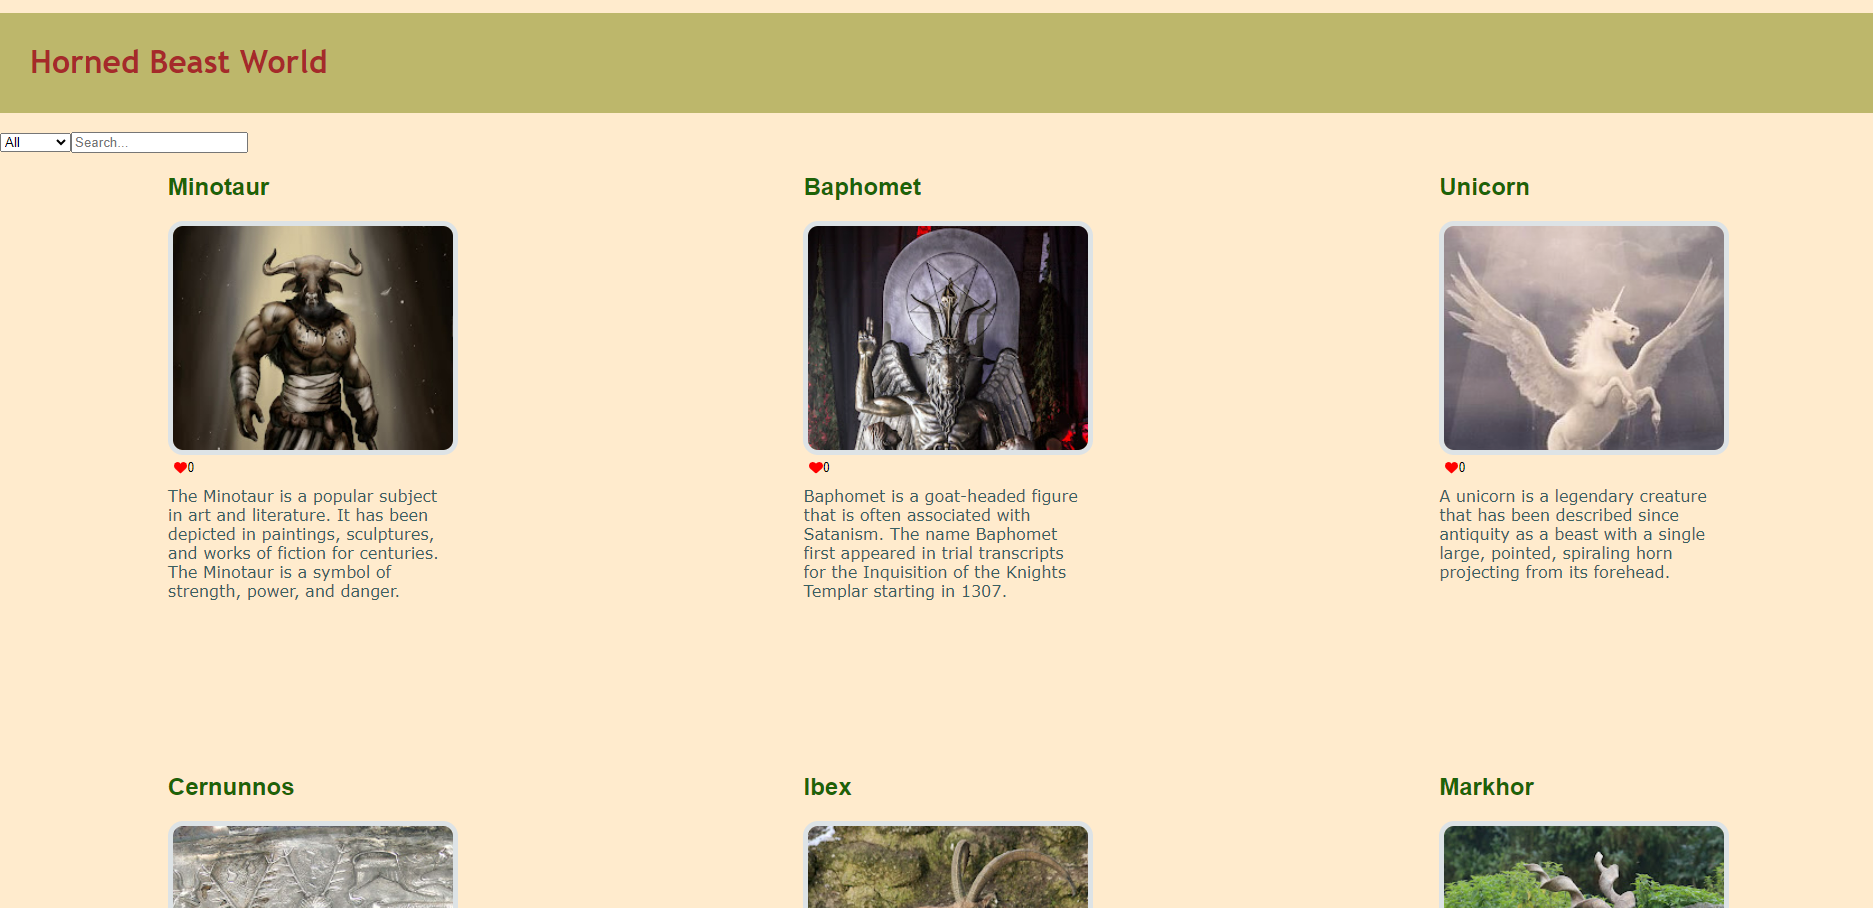 Horned Beast World
All
Search...
Minotaur
0
The Minotaur is a popular subject
in art and literature. It has been
depicted in paintings, sculptures,
and works of fiction for centuries.
The Minotaur is a symbol of
strength, power, and danger.
Baphomet
0
Baphomet is a goat-headed figure
that is often associated with
Satanism. The name Baphomet
first appeared in trial transcripts
for the Inquisition of the Knights
Templar starting in 1307.
Unicorn
0
A unicorn is a legendary creature
that has been described since
antiquity as a beast with a single
large, pointed, spiraling horn
projecting from its forehead.
Cernunnos
Ibex
Markhor